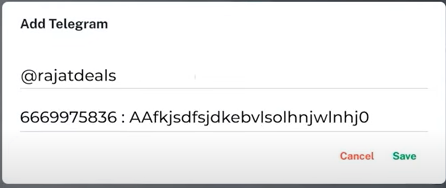 Add Telegram
@rajatdeals
6669975836 : AAfkjsdfsjdkebvlsolhnjwlnhj0
Cancel Save